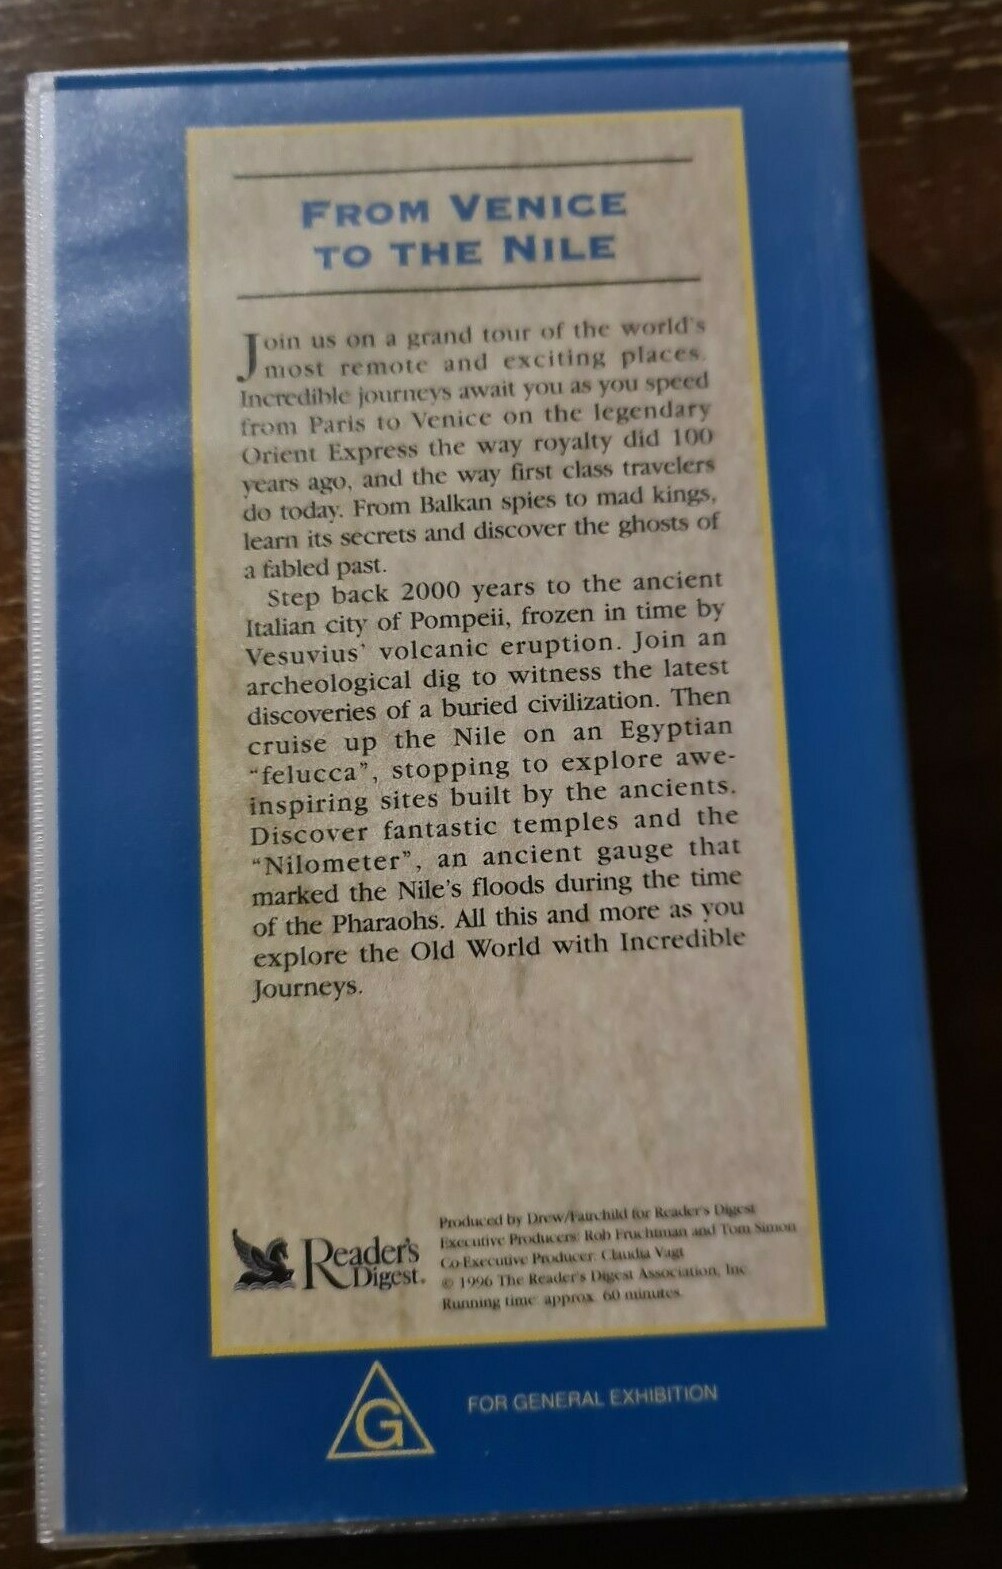 FROM VENICE
TO THE NILE
Join us on a grand tour of the world's
most remote and exciting places.
Incredible journeys await you as you speed
from Paris to Venice on the legendary
Orient Express the way royalty did 100
years ago, and the way first class travelers
do today. From Balkan spies to mad kings,
learn its secrets and discover the ghosts of
a fabled past.
Step back 2000 years to the ancient
Italian city of Pompeii, frozen in time by
Vesuvius' volcanic eruption. Join an
archeological dig to witness the latest
discoveries of a buried civilization. Then
cruise up the Nile on an Egyptian
"felucca", stopping to explore awe-
inspiring sites built by the ancients.
Discover fantastic temples and the
"Nilometer", an ancient gauge that
marked the Nile's floods during the time
of the Pharaohs. All this and more as you
explore the Old World with Incredible
Journeys.
Reader's
Digest.
Produced by Drew/Fairchild for Reader's Digest
Executive Producers: Rob Fruchtman and Tom Simon
Co-Executive Producer: Claudia Vagt
© 1996 The Reader's Digest Association, Inc.
Running time: approx. 60 minutes.
G
FOR GENERAL EXHIBITION